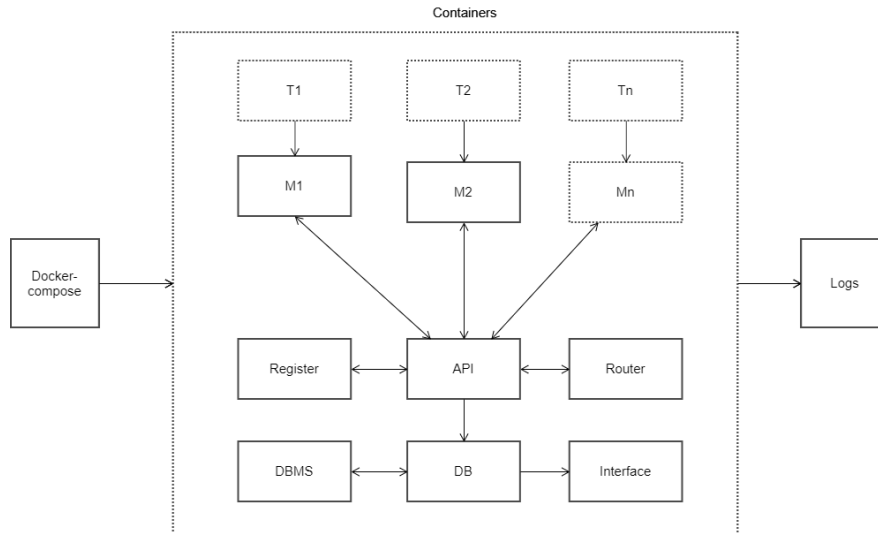 Containers
T1
T2
Tn
M1
M2
Mn
Docker-
compose
Logs
Register
API
Router
DBMS
DB
Interface